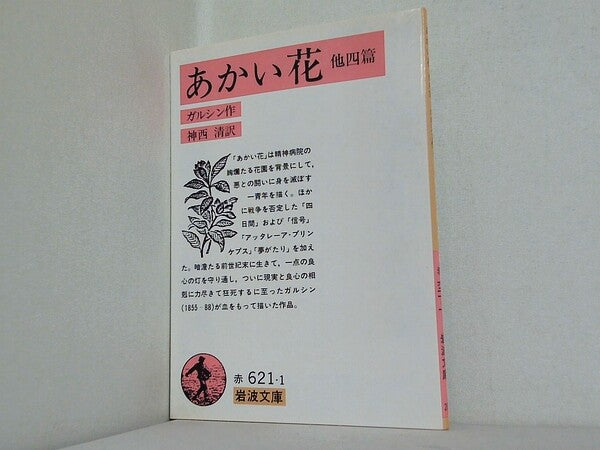 あかい花 他四篇
ガルシン作
神西 清訳
「あかい花」は精神病院の
絢爛たる花園を背景にして,
悪との闘いに身を滅ぼす
一青年を描く。ほか
に戦争を否定した「四
日間」および「信号」
「アッタレーア・プリン
ケプス」「夢がたり」を加え
た。暗澹たる前世紀末に生きて,一点の良
心の灯を守り通し,ついに現実と良心の相
剋に力尽きて狂死するに至ったガルシン
(1855‐88)が血をもって描いた作品。
赤 621-1
岩波文庫